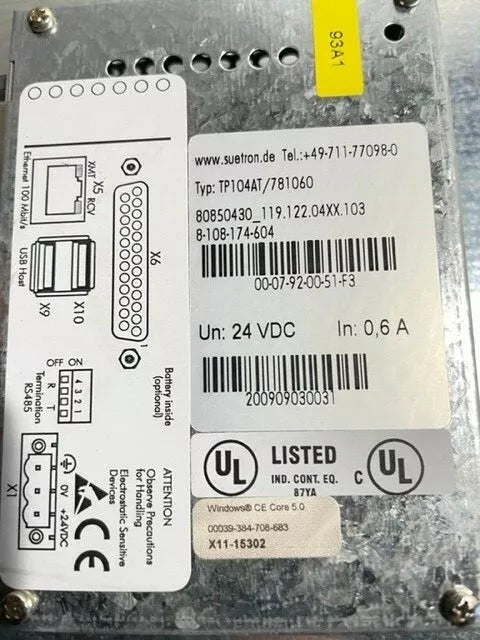 93A1
XMT X5 RCV
Ethernet 100 Mbit/s
X6
1
USB Host
X9 X10
OFF ON
4 3 2 1
R T
Termination
RS485
Battery inside
(optional)
X1
0V +24VDC
CE
ATTENTION
Observe Precautions
for Handling
Electrostatic Sensitive
Devices
www.suetron.de Tel.:+49-711-77098-0
Typ: TP104AT/781060
80850430_119.122.04XX.103
8-108-174-604
00-07-92-00-51-F3
Un: 24 VDC In: 0,6 A
200909030031
UL LISTED C UL
IND. CONT. EQ.
87YA
Windows® CE Core 5.0
00039-384-708-683
X11-15302